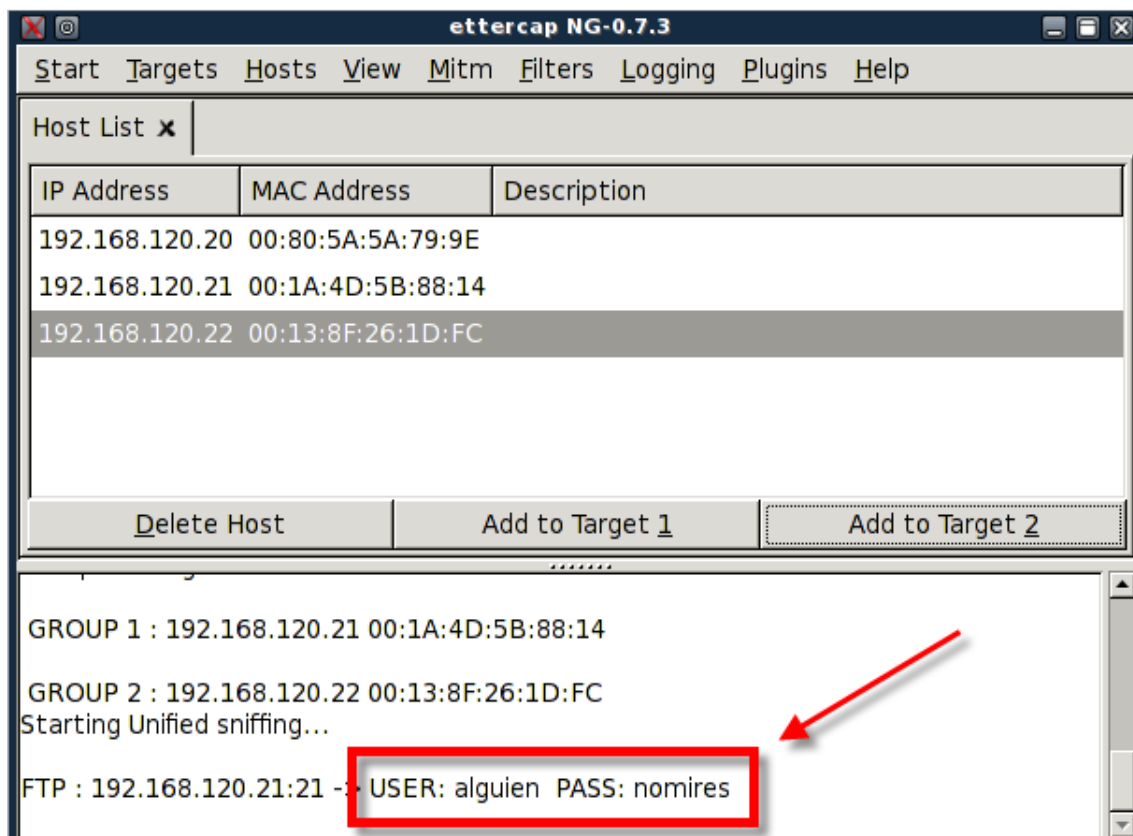 ettercap NG-0.7.3
Start Targets Hosts View Mitm Filters Logging Plugins Help
Host List x
IP Address MAC Address Description
192.168.120.20 00:80:5A:5A:79:9E
192.168.120.21 00:1A:4D:5B:88:14
192.168.120.22 00:13:8F:26:1D:FC
Delete Host Add to Target 1 Add to Target 2
GROUP 1 : 192.168.120.21 00:1A:4D:5B:88:14
GROUP 2 : 192.168.120.22 00:13:8F:26:1D:FC
Starting Unified sniffing...
FTP : 192.168.120.21:21 -> USER: alguien PASS: nomires